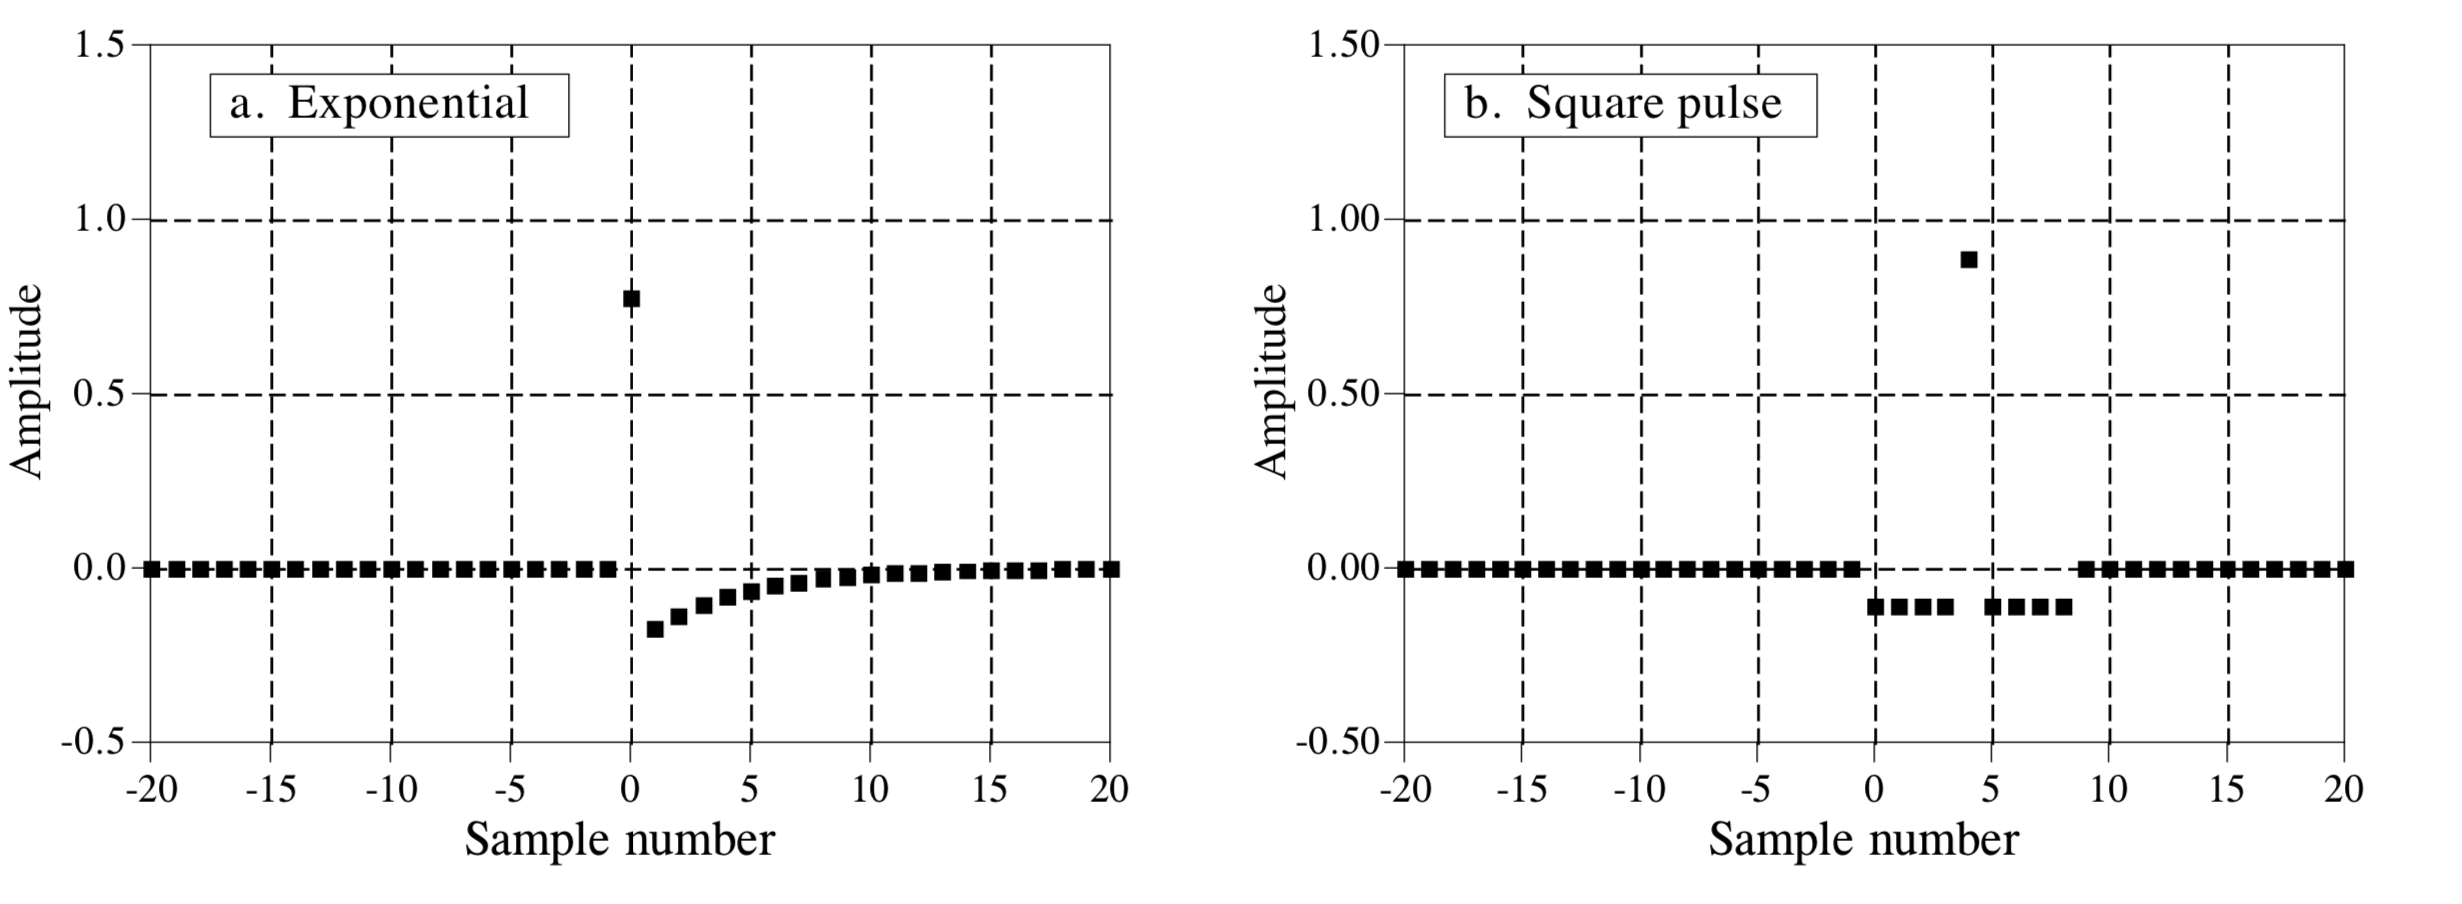 a. Exponential
1.5
1.0
0.5
0.0
-0.5
Amplitude
-20 -15 -10 -5 0 5 10 15 20
Sample number
b. Square pulse
1.50
1.00
0.50
0.00
-0.50
Amplitude
-20 -15 -10 -5 0 5 10 15 20
Sample number